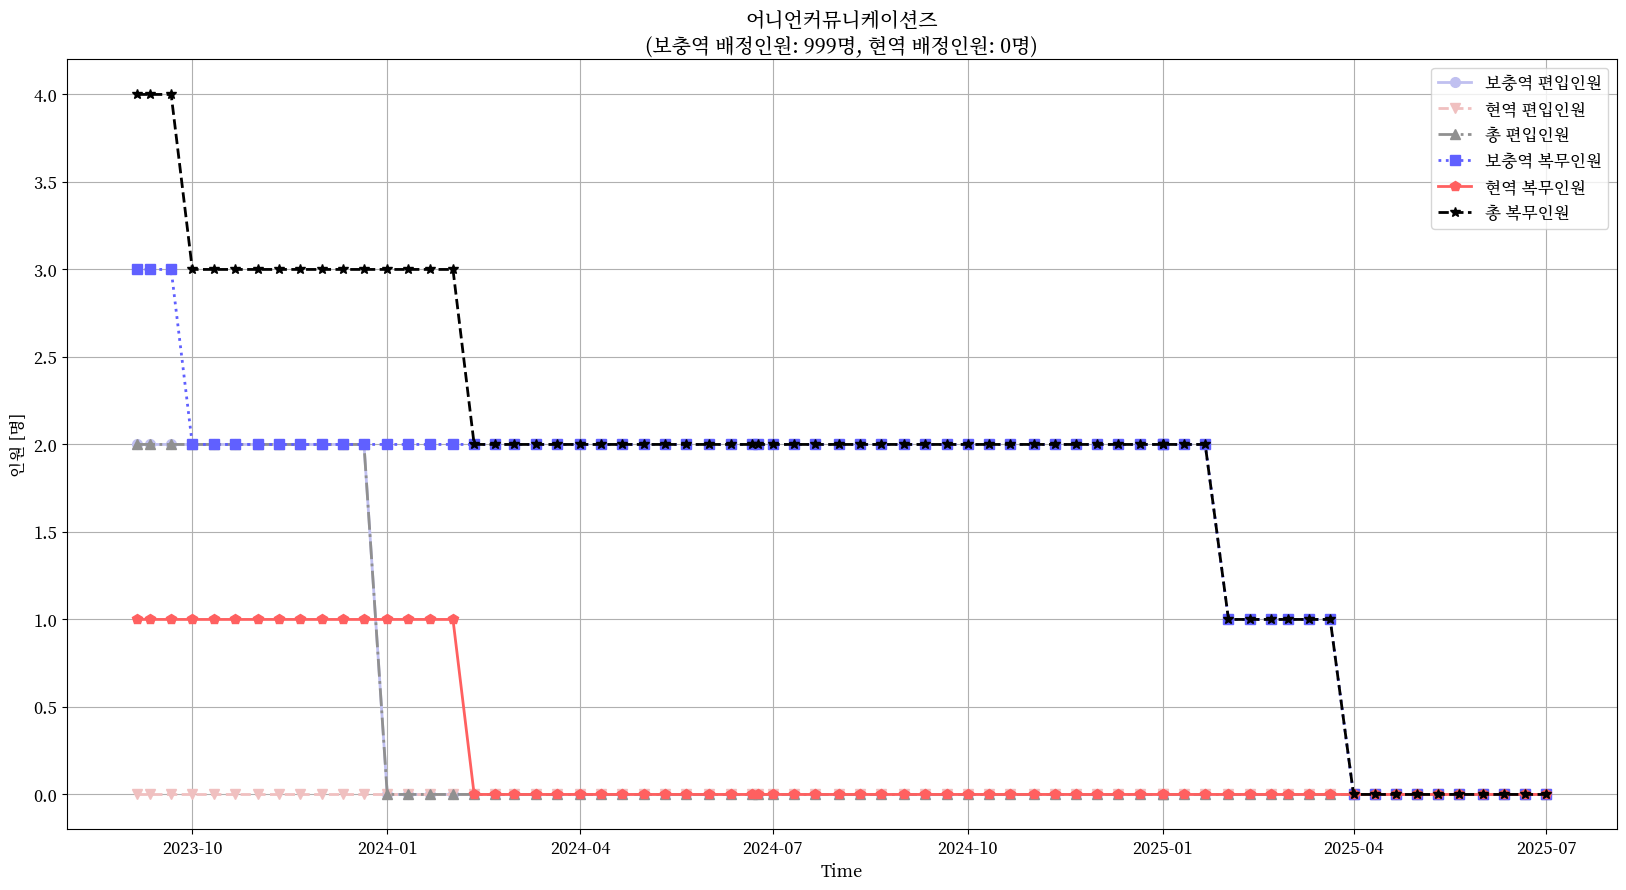 어니언커뮤니케이션즈
(보충역 배정인원: 999명, 현역 배정인원: 0명)
보충역 편입인원
현역 편입인원
총 편입인원
보충역 복무인원
현역 복무인원
총 복무인원
인원 [명]
4.0
3.5
3.0
2.5
2.0
1.5
1.0
0.5
0.0
2023-10 2024-01 2024-04 2024-07 2024-10 2025-01 2025-04 2025-07
Time